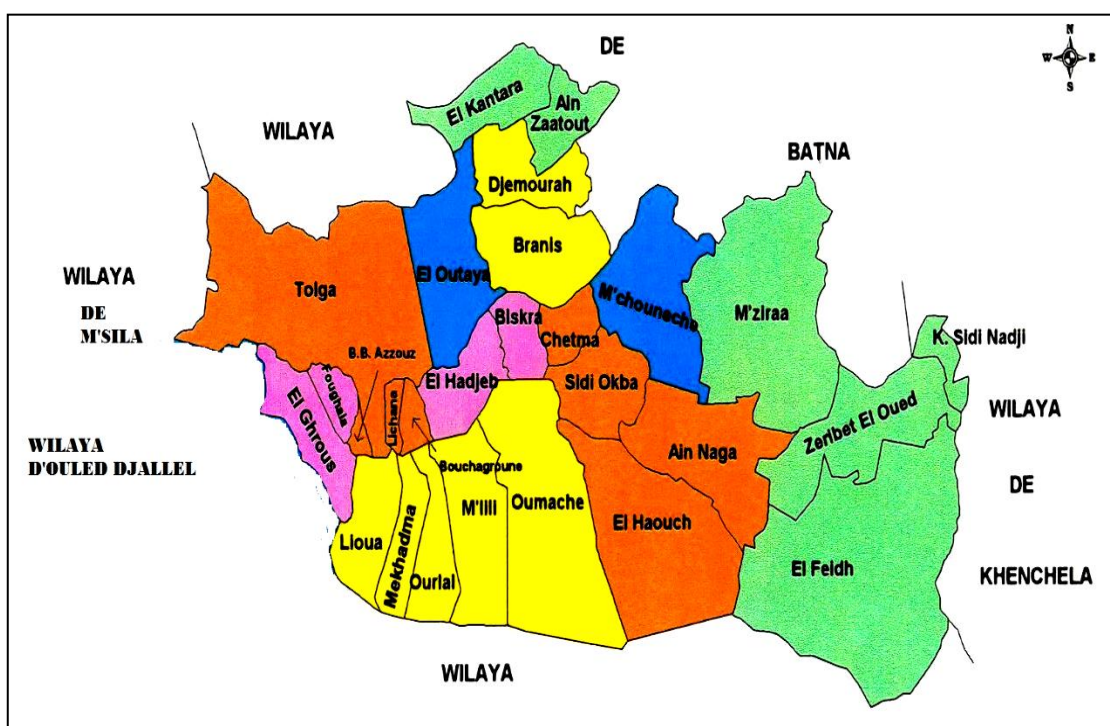 DE
N
W E
S
El Kantara
Ain
Zaatout
WILAYA
BATNA
Djemourah
Branis
El Outaya
M'chouneche
WILAYA
DE
M'SILA
Tolga
M'ziraa
Biskra
Chetma
K. Sidi Nadji
B.B. Azzouz
El Hadjeb
Sidi Okba
Foughala
El Ghrous
Lichane
Zeribet El Oued
WILAYA
WILAYA
D'OULED DJALLEL
Ain Naga
Bouchagroune
M'lili
Oumache
DE
El Haouch
Lioua
Mekhadma
Ourlal
El Feidh
KHENCHELA
WILAYA